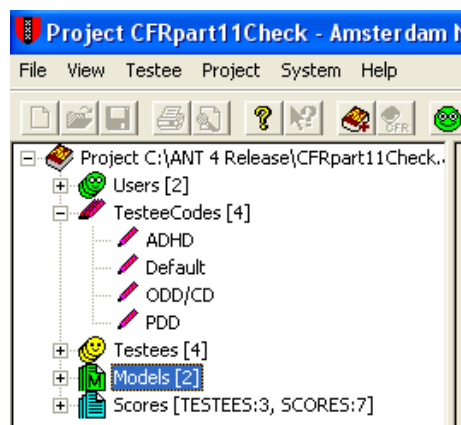 Project CFRpart11Check - Amsterdam
File View Testee Project System Help
CFR
Project C:\ANT 4 Release\CFRpart11Check..
Users [2]
TesteeCodes [4]
ADHD
Default
ODD/CD
PDD
Testees [4]
M Models [2]
Scores [TESTEES:3, SCORES:7]